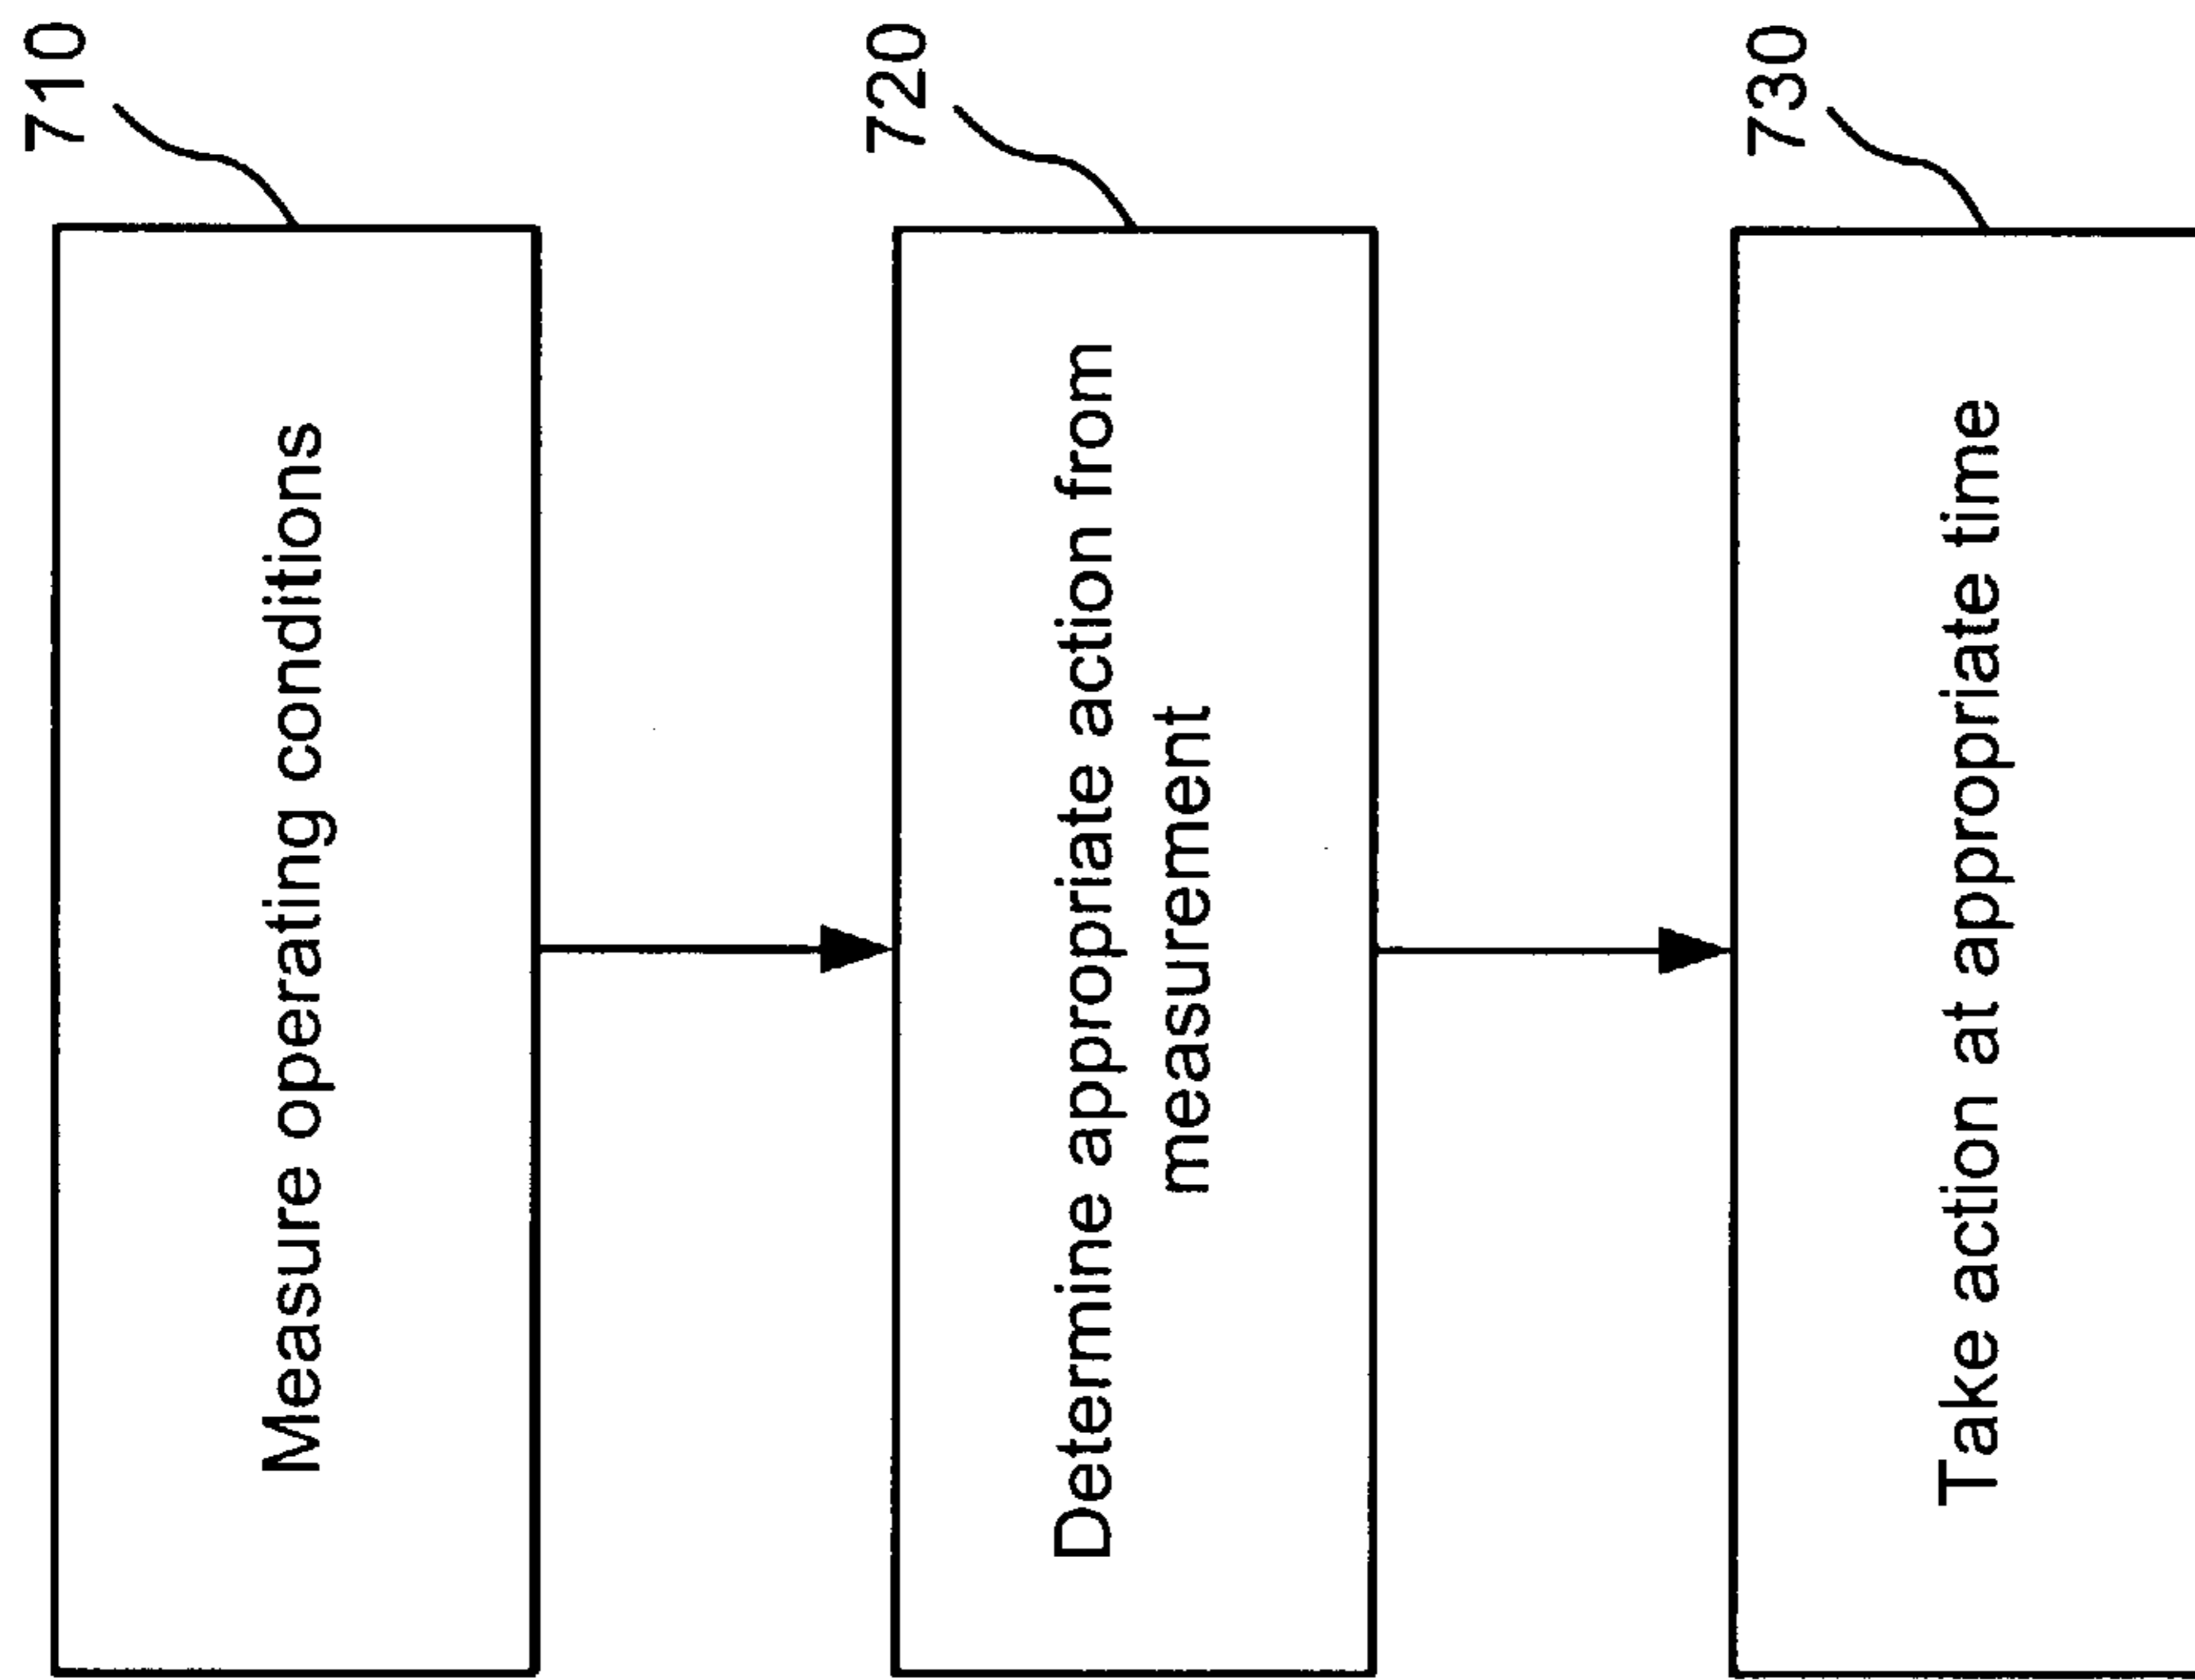 710
Measure operating conditions
720
Determine appropriate action from
measurement
730
Take action at appropriate time